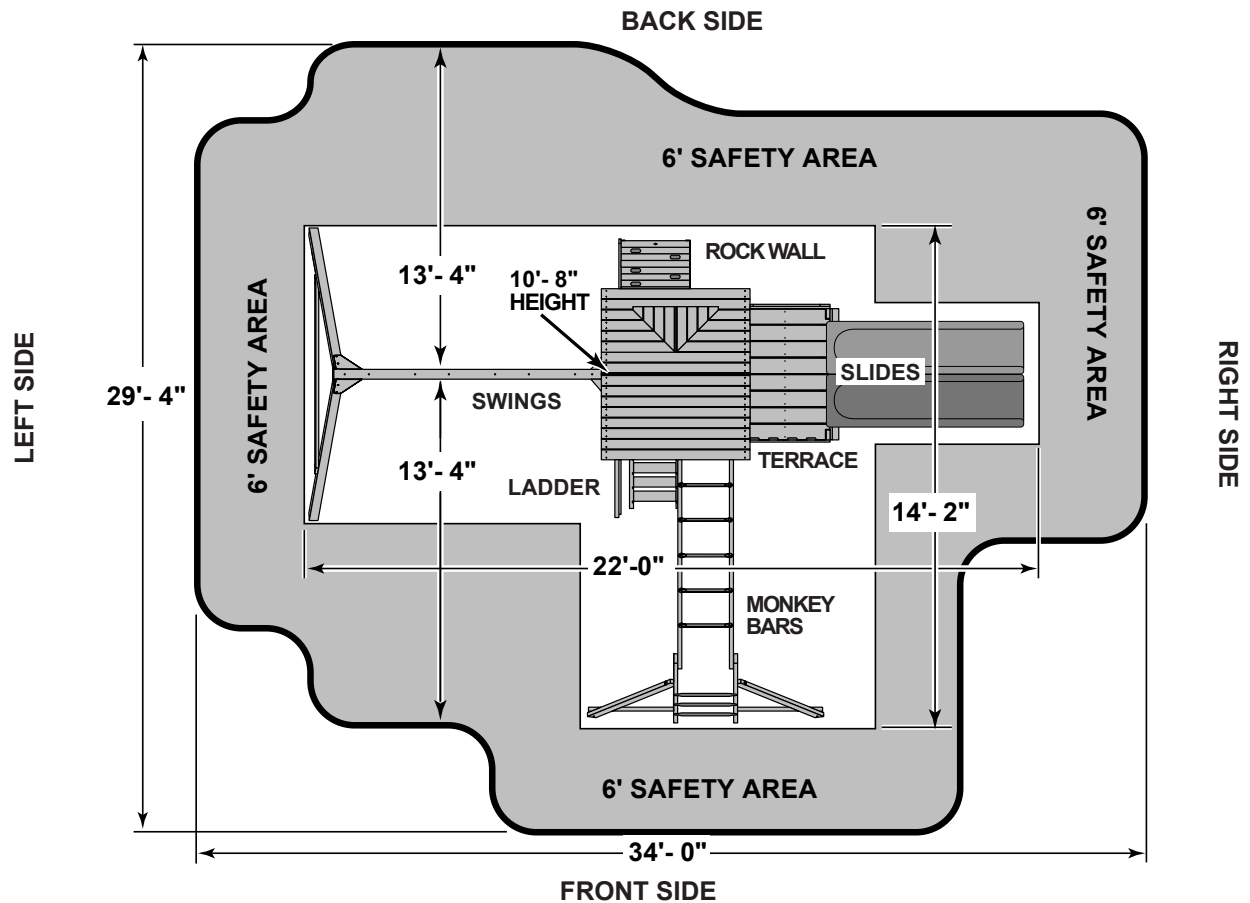 BACK SIDE
6' SAFETY AREA
6' SAFETY AREA
ROCK WALL
13'- 4"
10'- 8"
HEIGHT
6' SAFETY AREA
LEFT SIDE
RIGHT SIDE
SLIDES
29'- 4"
SWINGS
TERRACE
13'- 4"
LADDER
14'- 2"
22'-0"
MONKEY
BARS
6' SAFETY AREA
34'- 0"
FRONT SIDE